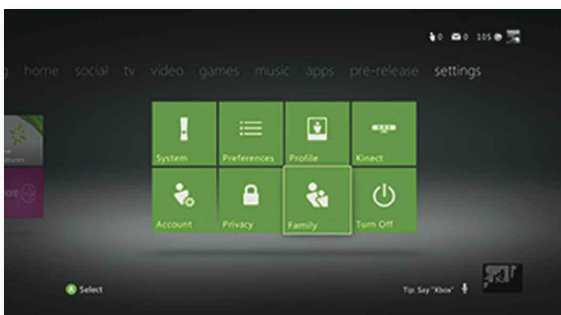 0 0 105 G
home social tv video games music apps pre-release settings
System Preferences Profile Kinect
Account Privacy Family Turn Off
Select Tip: Say "Xbox"